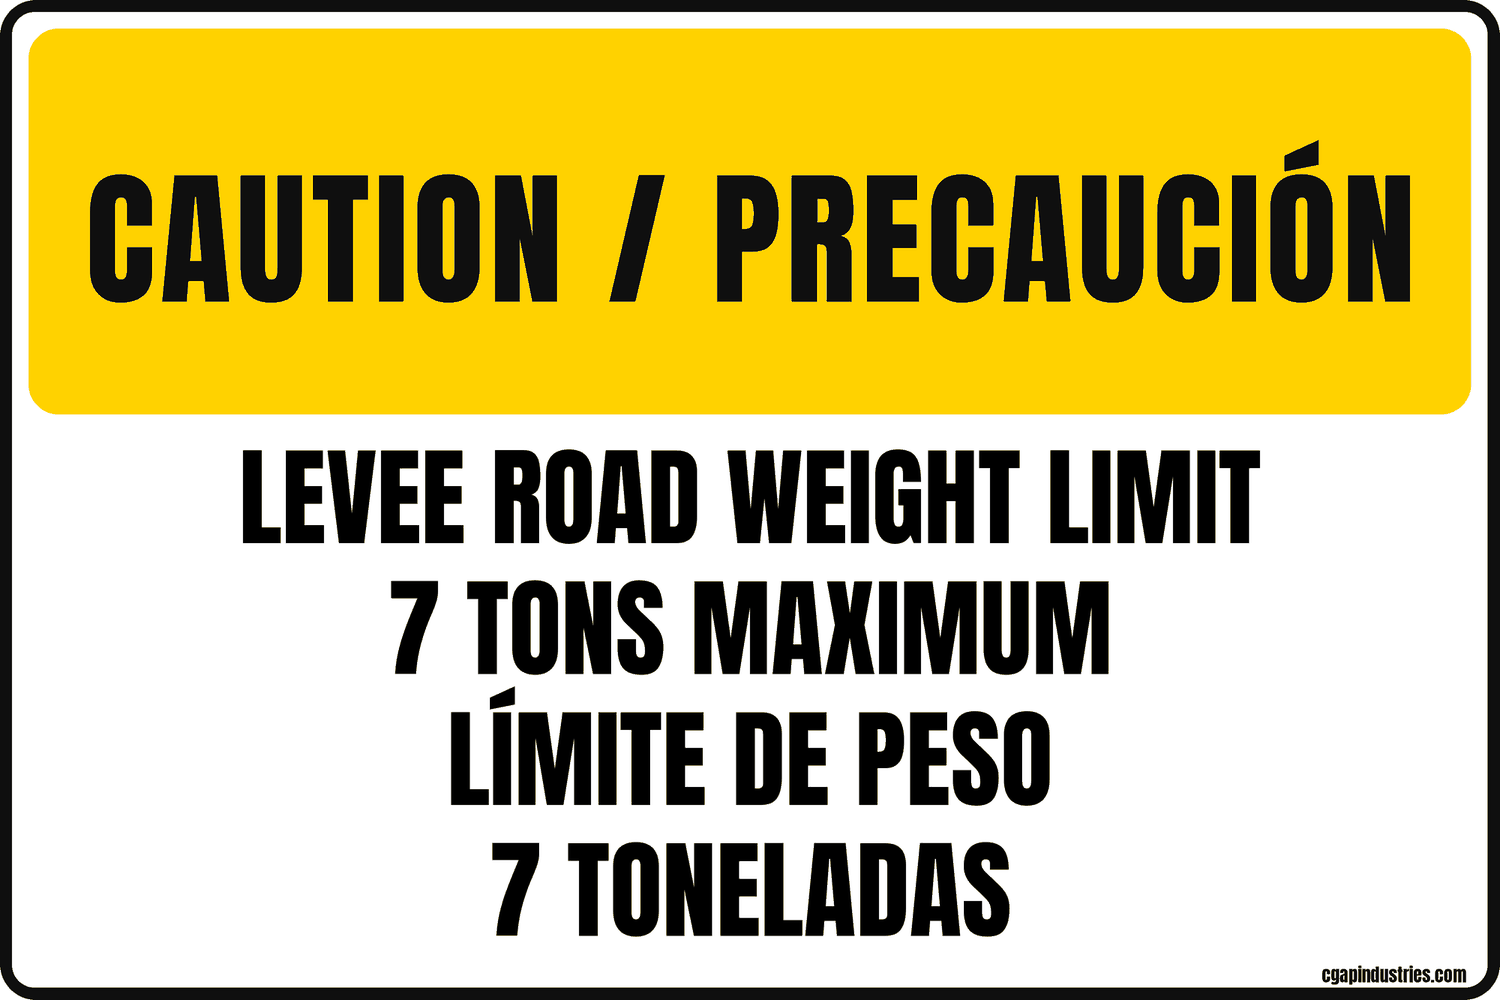 CAUTION / PRECAUCIÓN
LEVEE ROAD WEIGHT LIMIT
7 TONS MAXIMUM
LÍMITE DE PESO
7 TONELADAS
cgapindustries.com